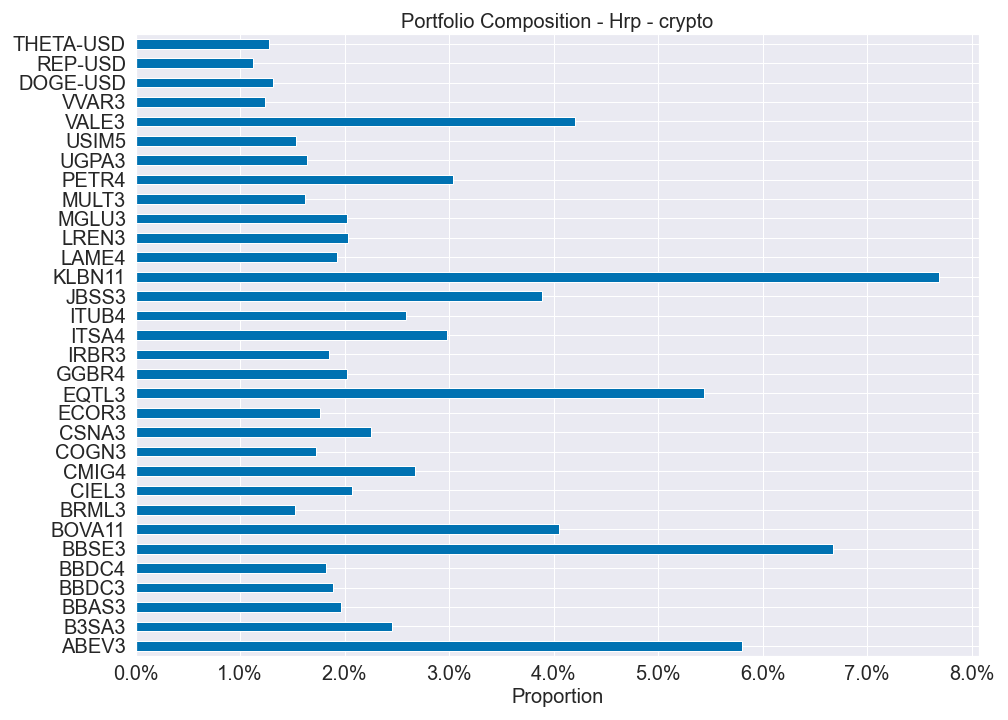 Portfolio Composition - Hrp - crypto
THETA-USD
REP-USD
DOGE-USD
VVAR3
VALE3
USIM5
UGPA3
PETR4
MULT3
MGLU3
LREN3
LAME4
KLBN11
JBSS3
ITUB4
ITSA4
IRBR3
GGBR4
EQTL3
ECOR3
CSNA3
COGN3
CMIG4
CIEL3
BRML3
BOVA11
BBSE3
BBDC4
BBDC3
BBAS3
B3SA3
ABEV3
0.0% 1.0% 2.0% 3.0% 4.0% 5.0% 6.0% 7.0% 8.0%
Proportion